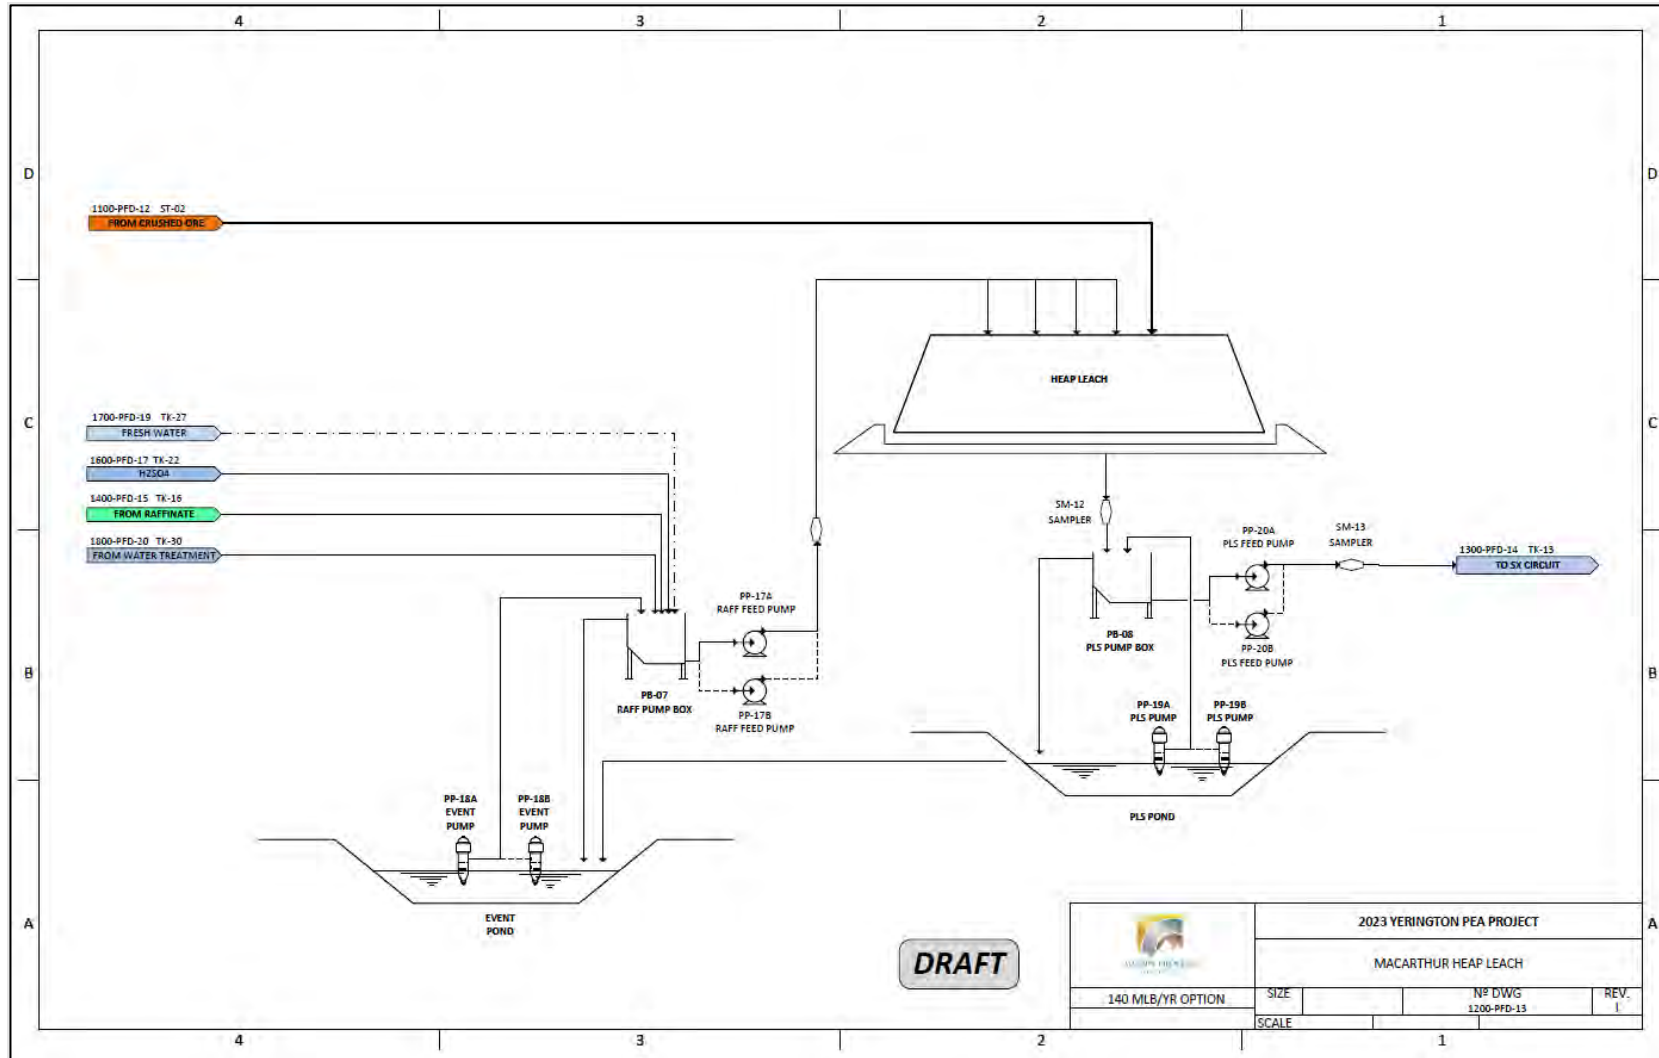 4 3 2 1
D D
1100-PFD-12 ST-02
FROM CRUSHED ORE
HEAP LEACH
C C
1700-PFD-19 TK-27
FRESH WATER
1600-PFD-17 TK-22
H2SO4
1400-PFD-15 TK-16
FROM RAFFINATE
1800-PFD-20 TK-30
FROM WATER TREATMENT
SM-12
SAMPLER
PP-20A
PLS FEED PUMP
SM-13
SAMPLER
1300-PFD-14 TK-13
TO SX CIRCUIT
PP-17A
RAFF FEED PUMP
PB-08
PLS PUMP BOX
PP-20B
PLS FEED PUMP
B B
PB-07
RAFF PUMP BOX
PP-17B
RAFF FEED PUMP
PP-19A
PLS PUMP
PP-19B
PLS PUMP
PP-18A
EVENT
PUMP
PP-18B
EVENT
PUMP
PLS POND
A A
EVENT
POND
DRAFT
2023 YERINGTON PEA PROJECT
MACARTHUR HEAP LEACH
140 MLB/YR OPTION
SIZE
Nº DWG
1200-PFD-13
REV.
SCALE
4 3 2 1